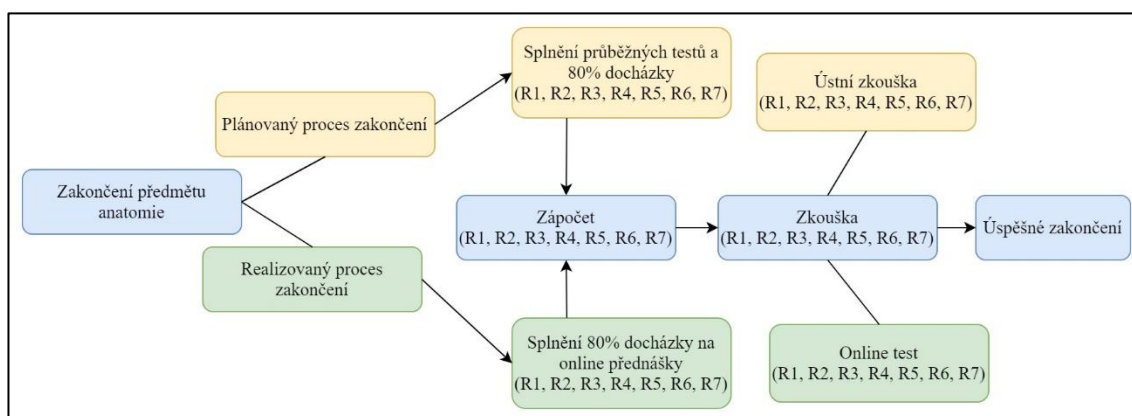 Zakončení předmětu
anatomie
Plánovaný proces zakončení
Splnění průběžných testů a
80% docházky
(R1, R2, R3, R4, R5, R6, R7)
Realizovaný proces
zakončení
Splnění 80% docházky na
online přednášky
(R1, R2, R3, R4, R5, R6, R7)
Zápočet
(R1, R2, R3, R4, R5, R6, R7)
Ústní zkouška
(R1, R2, R3, R4, R5, R6, R7)
Zkouška
(R1, R2, R3, R4, R5, R6, R7)
Online test
(R1, R2, R3, R4, R5, R6, R7)
Úspěšné zakončení